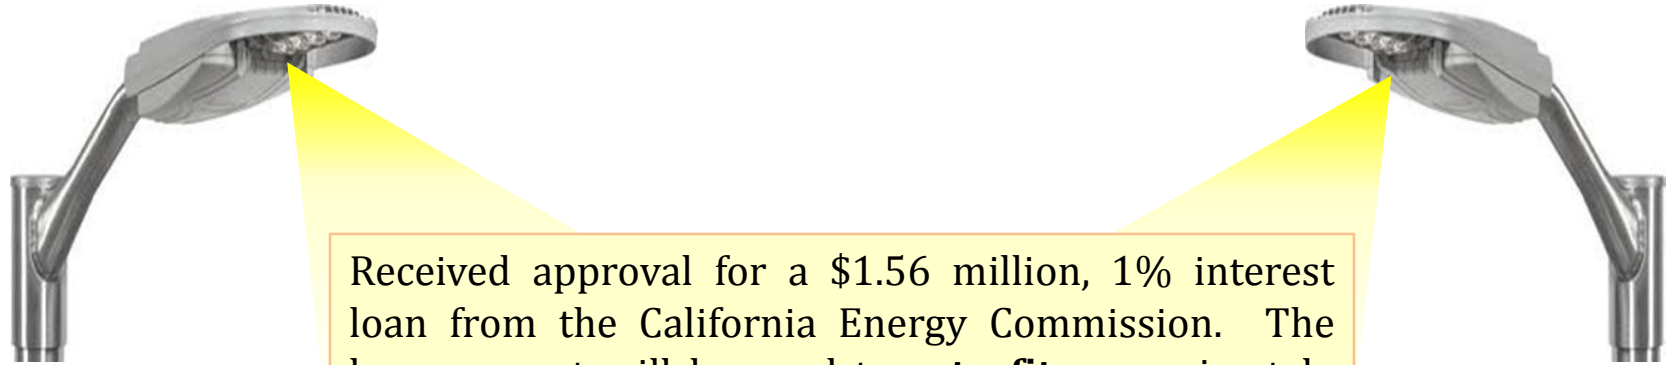 Received approval for a $1.56 million, 1% interest
loan from the California Energy Commission. The